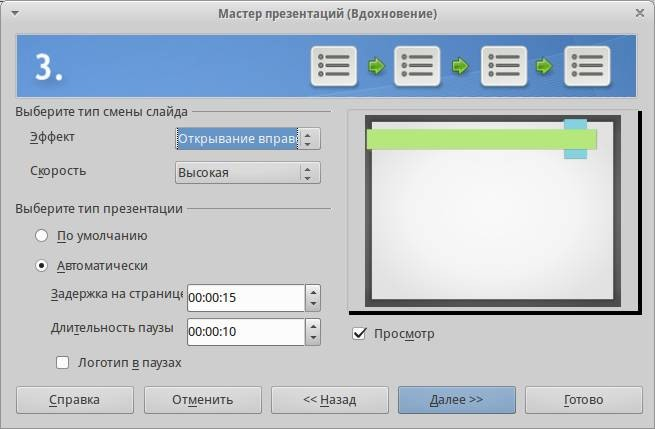 Мастер презентаций (Вдохновение)
3.
Выберите тип смены слайда
Эффект
Открывание вправ
Скорость
Высокая
Выберите тип презентации
По умолчанию
Автоматически
Задержка на странице
00:00:15
Длительность паузы
00:00:10
Логотип в паузах
Просмотр
Справка
Отменить
<< Назад
Далее >>
Готово